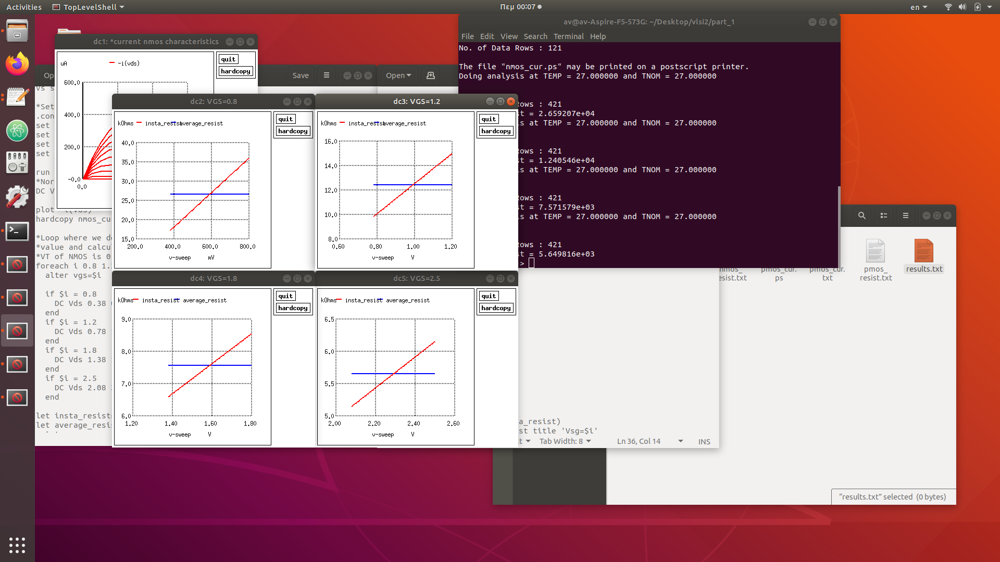 Activities
TopLevelShell
Πεμ 00:07
en
dc1: *current nmos characteristics
uA
-i(vds)
quit
hardcopy
600.0
400.0
200.0
-0.0
0.0
Save
Open
*Set
.con
set
set
set
set
run
*Nor
DC V
plot
hardcopy nmos_cu
*Loop where we d
*value and calcu
*VT of NMOS is 0
foreach i 0.8 1.
alter vgs=$i
if $i = 0.8
DC Vds 0.38
end
if $i = 1.2
DC Vds 0.78
end
if $i = 1.8
DC Vds 1.38
end
if $i = 2.5
DC Vds 2.08
end
let insta_resist=
let average_resis
dc2: VGS=0.8
kOhms
insta_resist
average_resist
quit
hardcopy
40.0
35.0
30.0
25.0
20.0
15.0
200.0 400.0 600.0 800.0
v-sweep mV
dc3: VGS=1.2
kOhms
insta_resist
average_resist
quit
hardcopy
16.0
14.0
12.0
10.0
8.0
0.60 0.80 1.00 1.20
v-sweep V
dc4: VGS=1.8
kOhms
insta_resist
average_resist
quit
hardcopy
9.0
8.0
7.0
6.0
1.20 1.40 1.60 1.80
v-sweep V
dc5: VGS=2.5
kOhms
insta_resist
average_resist
quit
hardcopy
6.5
6.0
5.5
5.0
2.00 2.20 2.40 2.60
v-sweep V
av@av-Aspire-F5-573G: ~/Desktop/vlsi2/part_1
File Edit View Search Terminal Help
No. of Data Rows : 121
The file "nmos_cur.ps" may be printed on a postscript printer.
Doing analysis at TEMP = 27.000000 and TNOM = 27.000000
Rows : 421
st = 2.659207e+04
is at TEMP = 27.000000 and TNOM = 27.000000
Rows : 421
st = 1.240546e+04
is at TEMP = 27.000000 and TNOM = 27.000000
Rows : 421
st = 7.571579e+03
is at TEMP = 27.000000 and TNOM = 27.000000
Rows : 421
st = 5.649816e+03
>
nmos_
esist.txt
pmos_cur.
ps
pmos_cur.
txt
pmos_
resist.txt
results.txt
a_resist)
st title 'Vsg=$i'
Tab Width: 8
Ln 36, Col 14
INS
“results.txt” selected (0 bytes)